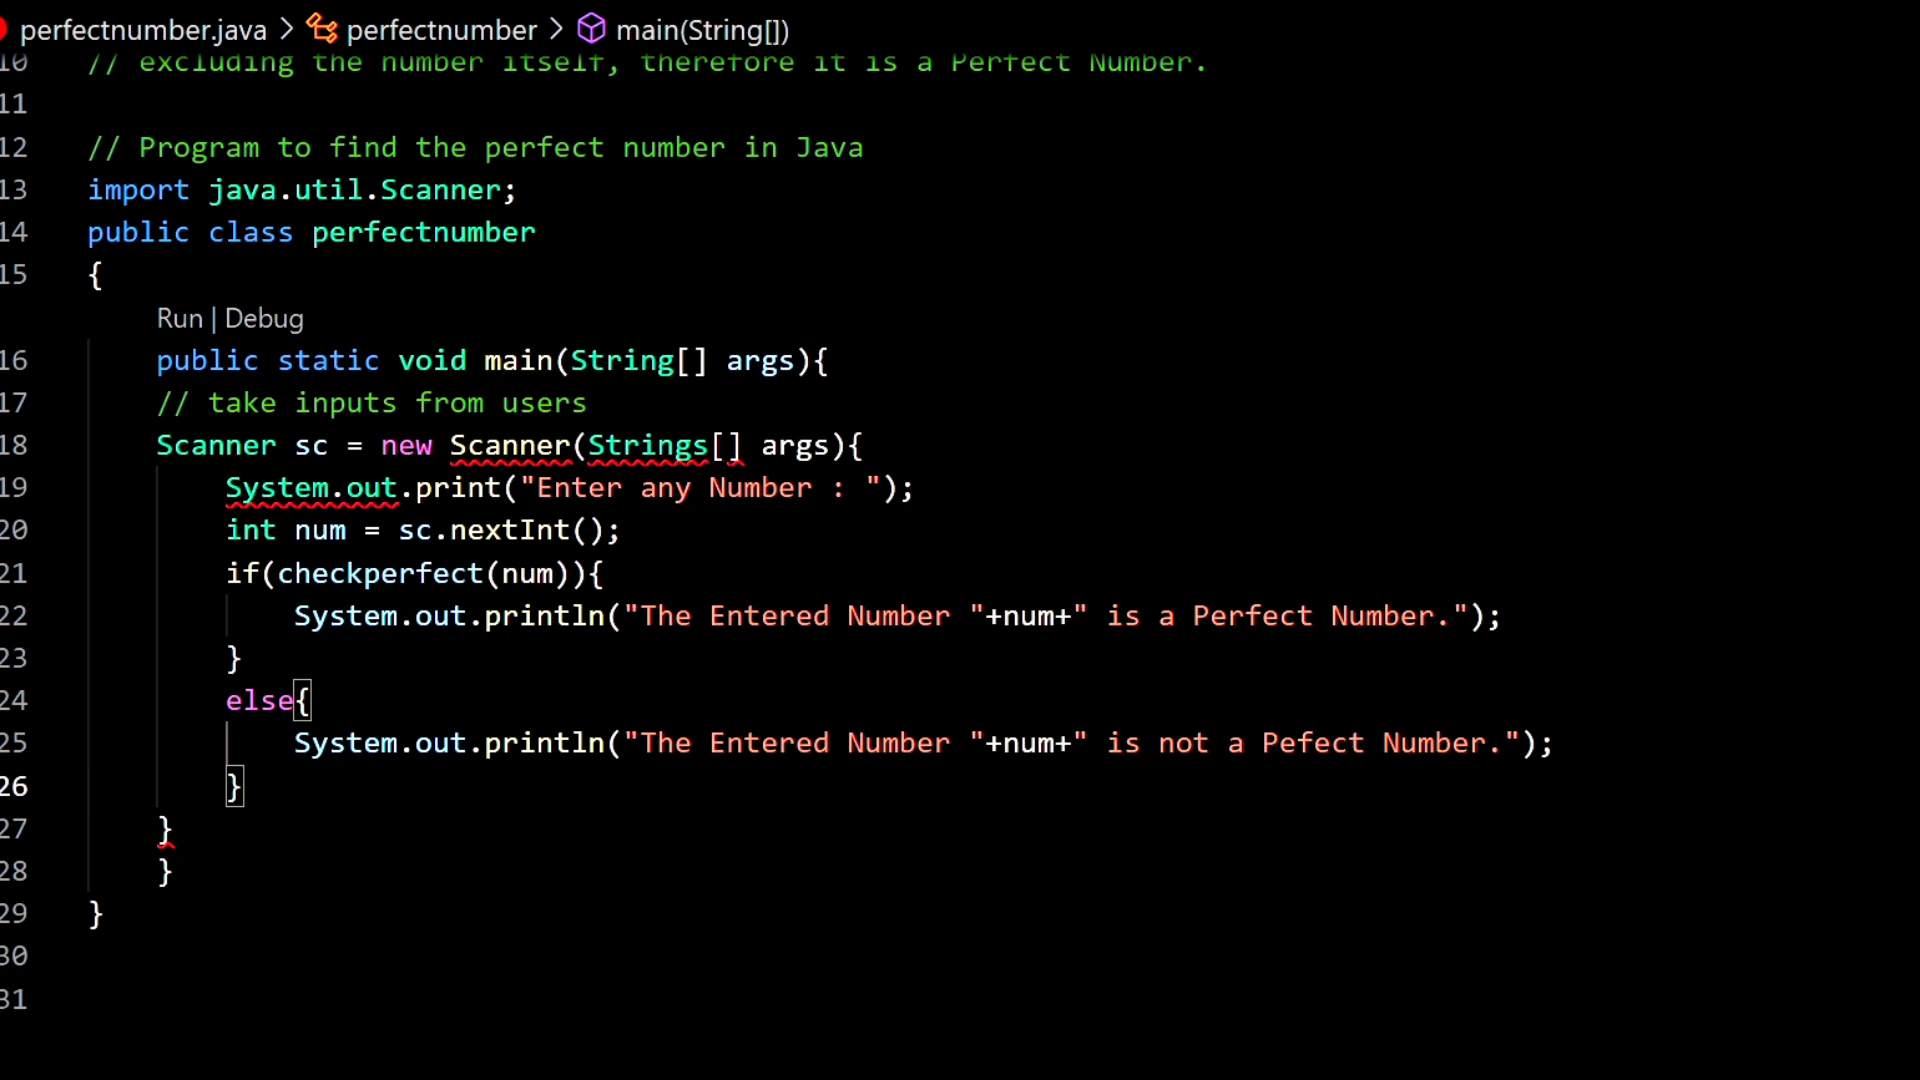 perfectnumber.java > perfectnumber > main(String[])
10 // excluding the number itself, therefore it is a Perfect Number.
11
12 // Program to find the perfect number in Java
13 import java.util.Scanner;
14 public class perfectnumber
15 {
Run | Debug
16 public static void main(String[] args){
17 // take inputs from users
18 Scanner sc = new Scanner(Strings[] args){
19 System.out.print("Enter any Number : ");
20 int num = sc.nextInt();
21 if(checkperfect(num)){
22 System.out.println("The Entered Number "+num+" is a Perfect Number.");
23 }
24 else{
25 System.out.println("The Entered Number "+num+" is not a Pefect Number.");
26 }
27 }
28 }
29 }
30
31